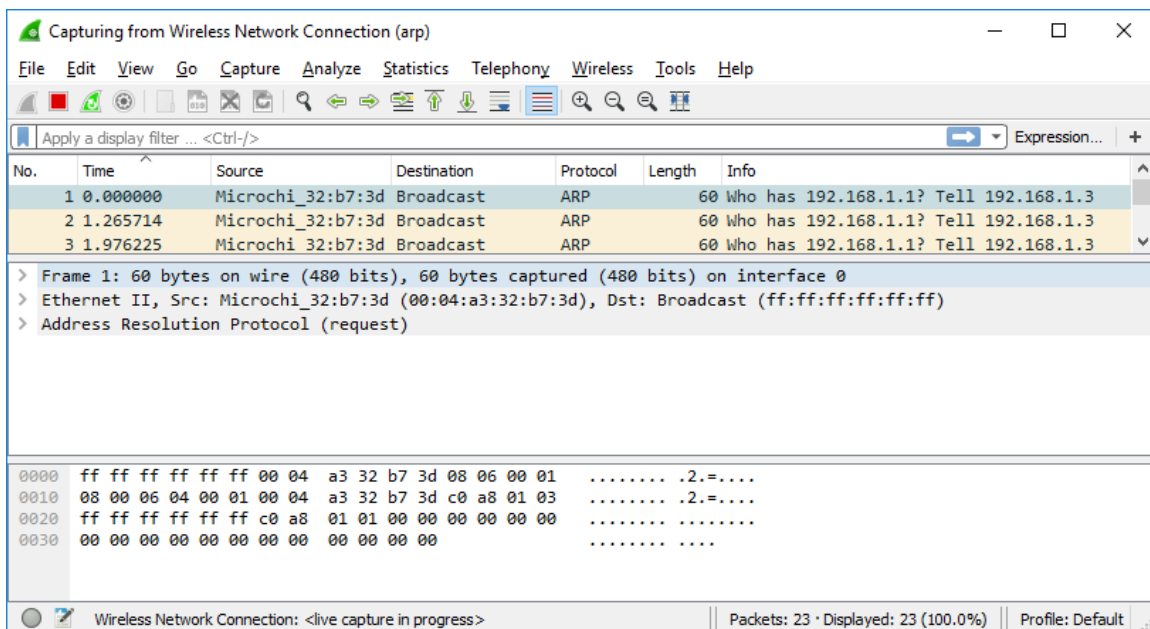 Capturing from Wireless Network Connection (arp)
File Edit View Go Capture Analyze Statistics Telephony Wireless Tools Help
Apply a display filter ... <Ctrl-/> Expression... +
No. Time Source Destination Protocol Length Info
1 0.000000 Microchi_32:b7:3d Broadcast ARP 60 Who has 192.168.1.1? Tell 192.168.1.3
2 1.265714 Microchi_32:b7:3d Broadcast ARP 60 Who has 192.168.1.1? Tell 192.168.1.3
3 1.976225 Microchi_32:b7:3d Broadcast ARP 60 Who has 192.168.1.1? Tell 192.168.1.3
> Frame 1: 60 bytes on wire (480 bits), 60 bytes captured (480 bits) on interface 0
> Ethernet II, Src: Microchi_32:b7:3d (00:04:a3:32:b7:3d), Dst: Broadcast (ff:ff:ff:ff:ff:ff)
> Address Resolution Protocol (request)
0000 ff ff ff ff ff ff 00 04 a3 32 b7 3d 08 06 00 01 ........ .2.=....
0010 08 00 06 04 00 01 00 04 a3 32 b7 3d c0 a8 01 03 ........ .2.=....
0020 ff ff ff ff ff ff c0 a8 01 01 00 00 00 00 00 00 ........ ........
0030 00 00 00 00 00 00 00 00 00 00 00 00 ........ ....
Wireless Network Connection: <live capture in progress> Packets: 23 · Displayed: 23 (100.0%) Profile: Default